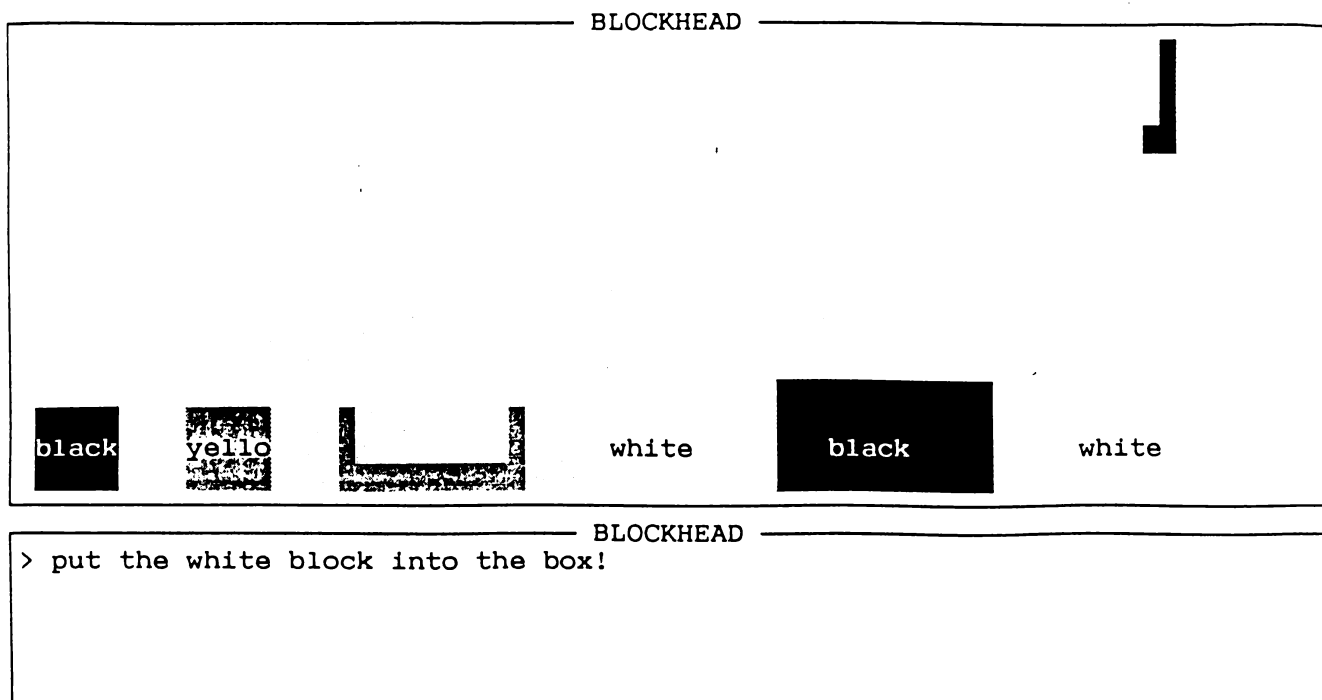 BLOCKHEAD
black yello white black white
BLOCKHEAD
> put the white block into the box!